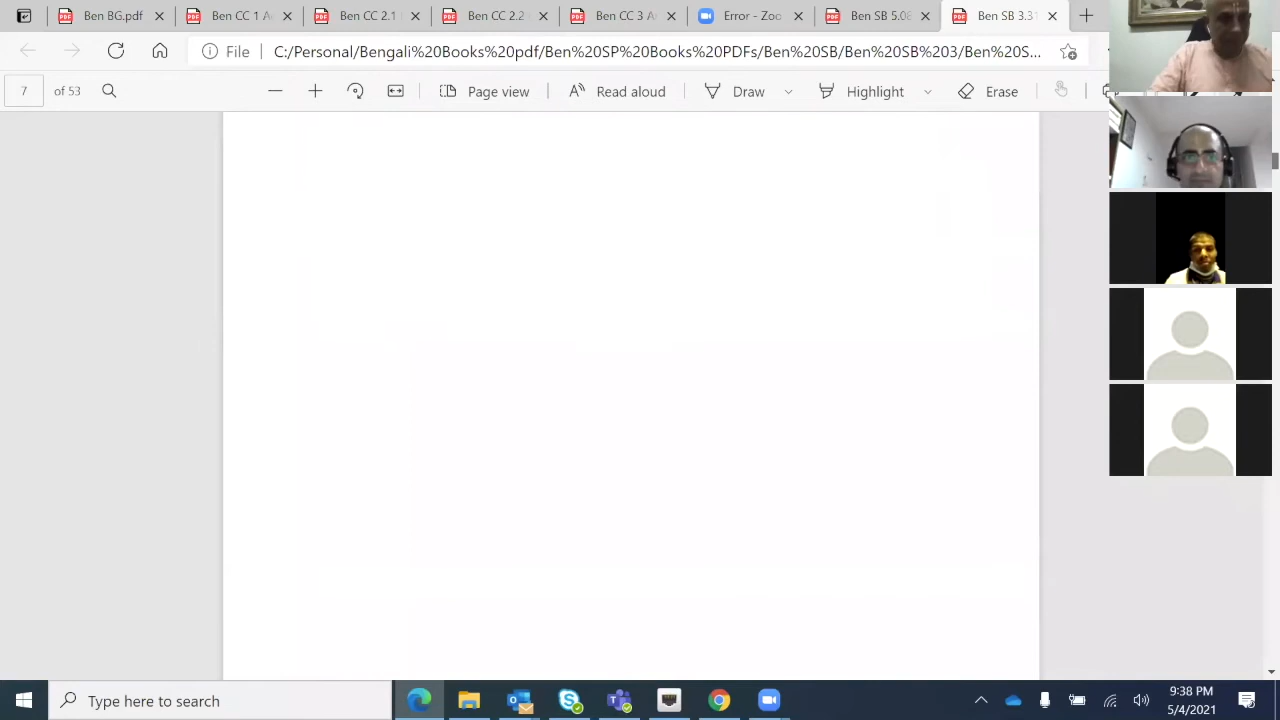 Ben BG.pdf
Ben CC 1 A
Ben CC 2.1
Ben CC 2.2
Ben CC 3 A
Error - Zoo
Ben SB 5
Ben SB 3.31
File
C:/Personal/Bengali%20Books%20pdf/Ben%20SP%20Books%20PDFs/Ben%20SB/Ben%20SB%203/Ben%20S...
7 of 53
Page view
Read aloud
Draw
Highlight
Erase
Type here to search
9:38 PM
5/4/2021